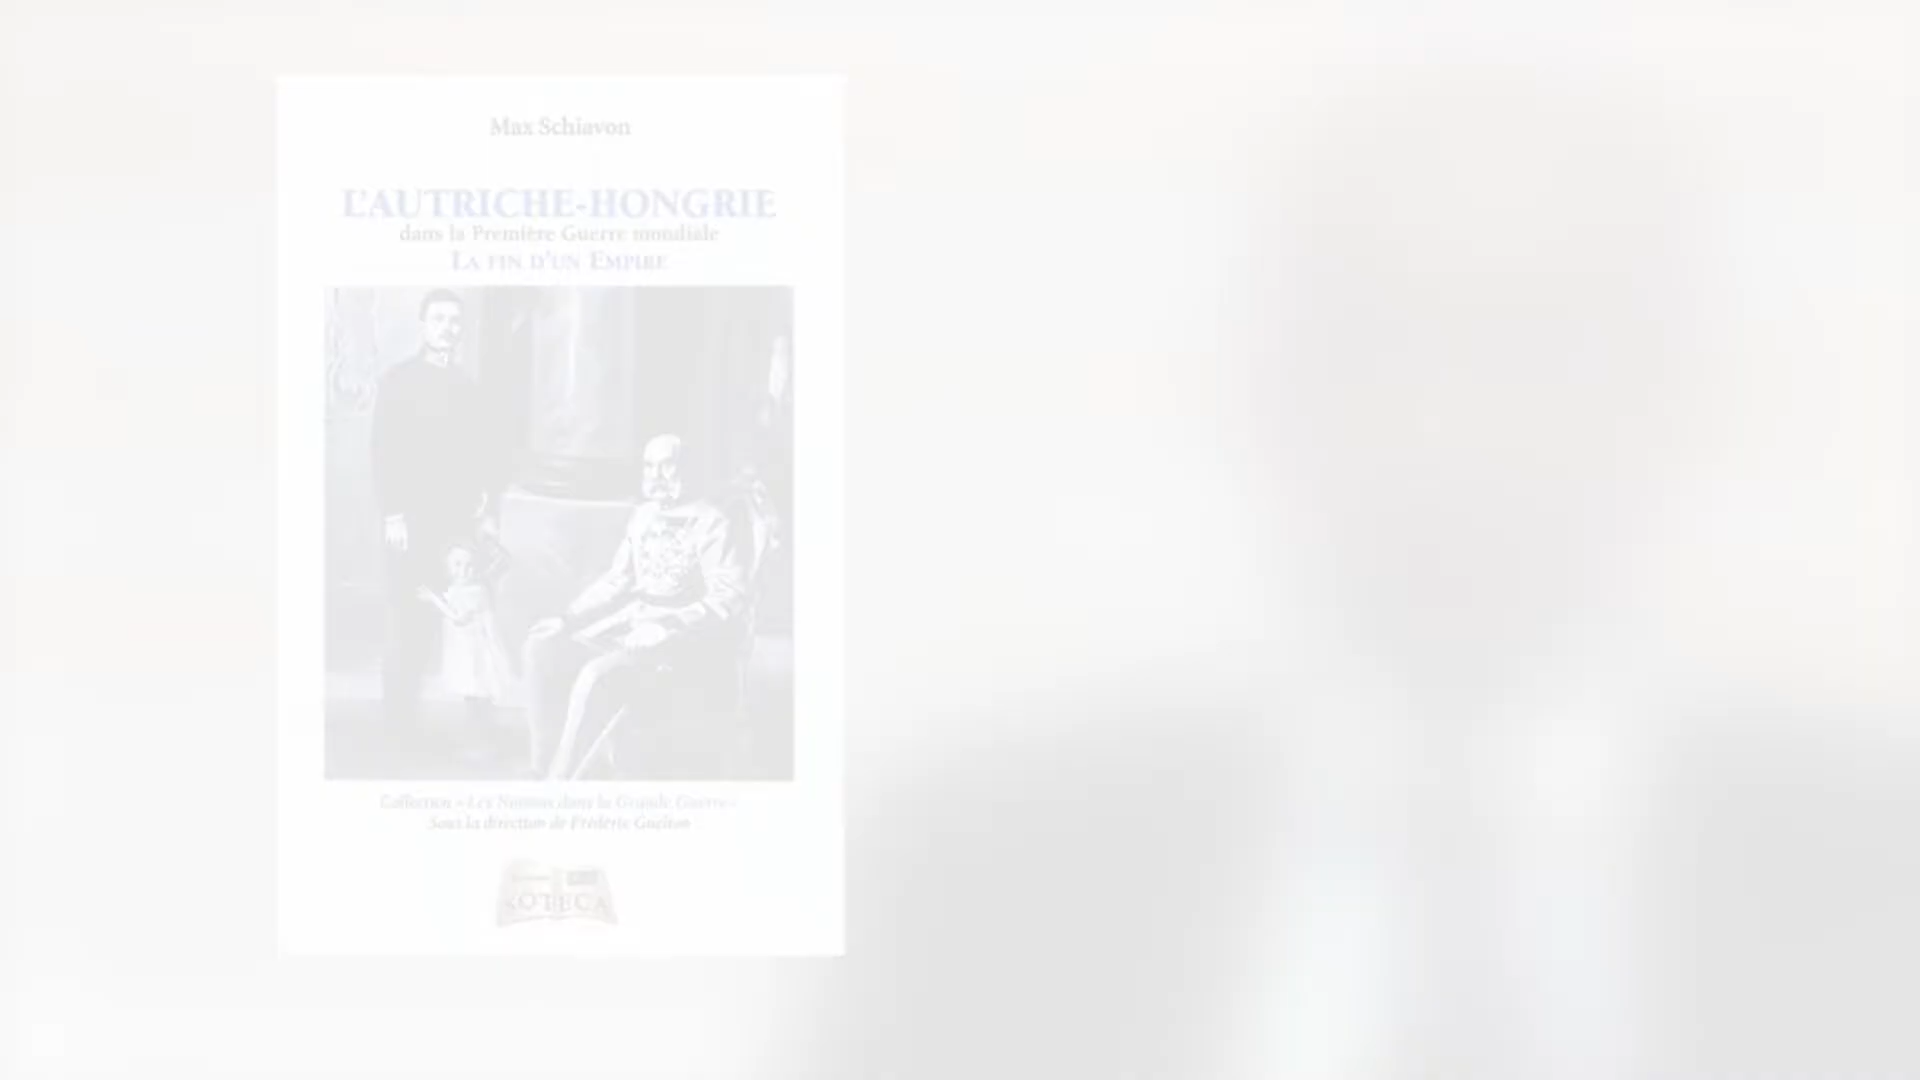 Max Schiavon
L'AUTRICHE-HONGRIE
dans la Première Guerre mondiale
LA FIN D'UN EMPIRE
Collection « Les Nations dans la Grande Guerre »
Sous la direction de Frédéric Guelton
SOTECA